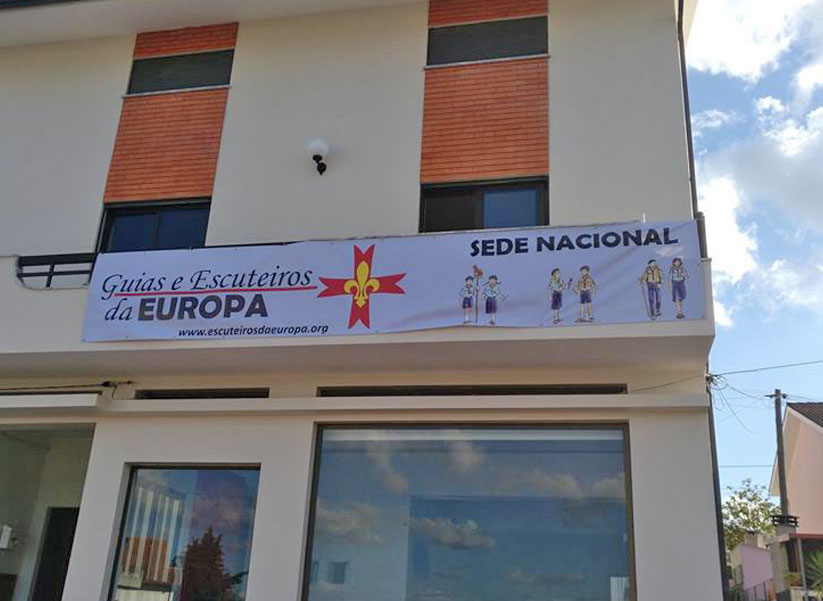 Guias e Escuteiros
da EUROPA
www.escuteirosdaeuropa.org
SEDE NACIONAL